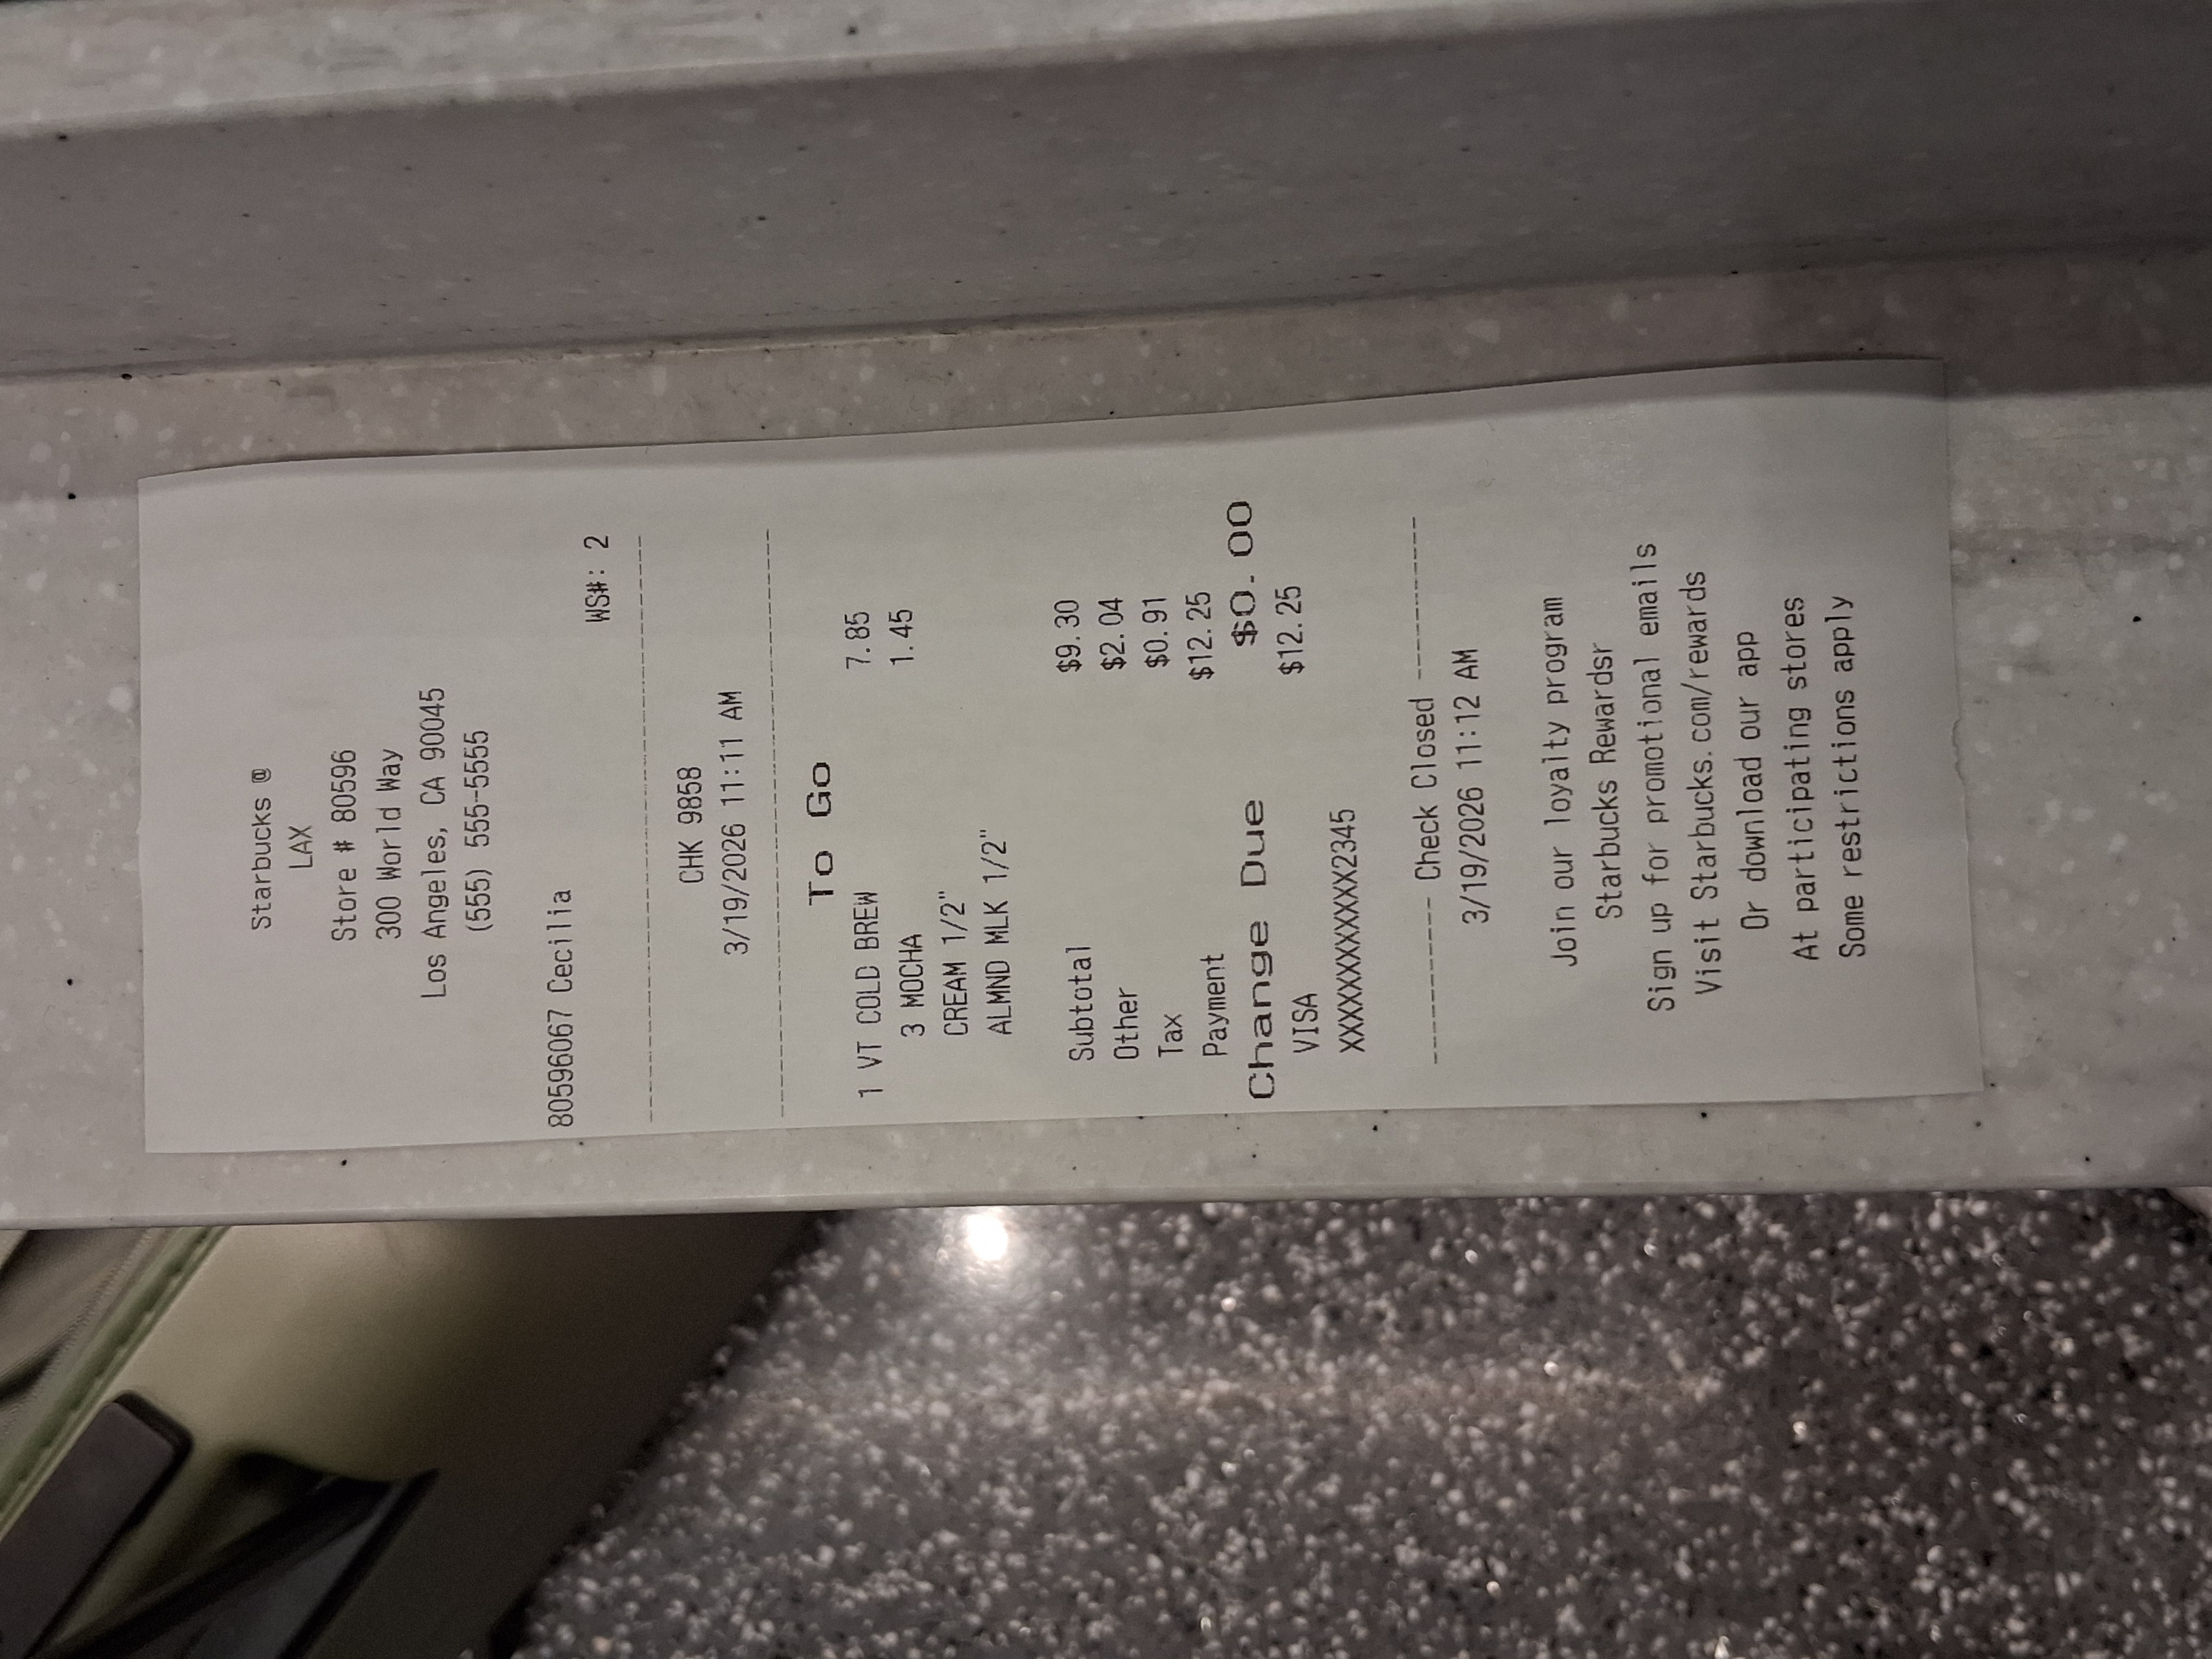 Starbucks @
LAX
Store # 80596
300 World Way
Los Angeles, CA 90045
(555) 555-5555
80596067 Cecilia
WS#: 2
CHK 9858
3/19/2026 11:11 AM
To Go
1 VT COLD BREW 7.85
3 MOCHA 1.45
CREAM 1/2"
ALMND MLK 1/2"
Subtotal $9.30
Other $2.04
Tax $0.91
Payment $12.25
Change Due $0.00
VISA $12.25
XXXXXXXXXXXX2345
----------- Check Closed -----------
3/19/2026 11:12 AM
Join our loyalty program
Starbucks Rewardsr
Sign up for promotional emails
Visit Starbucks.com/rewards
Or download our app
At participating stores
Some restrictions apply